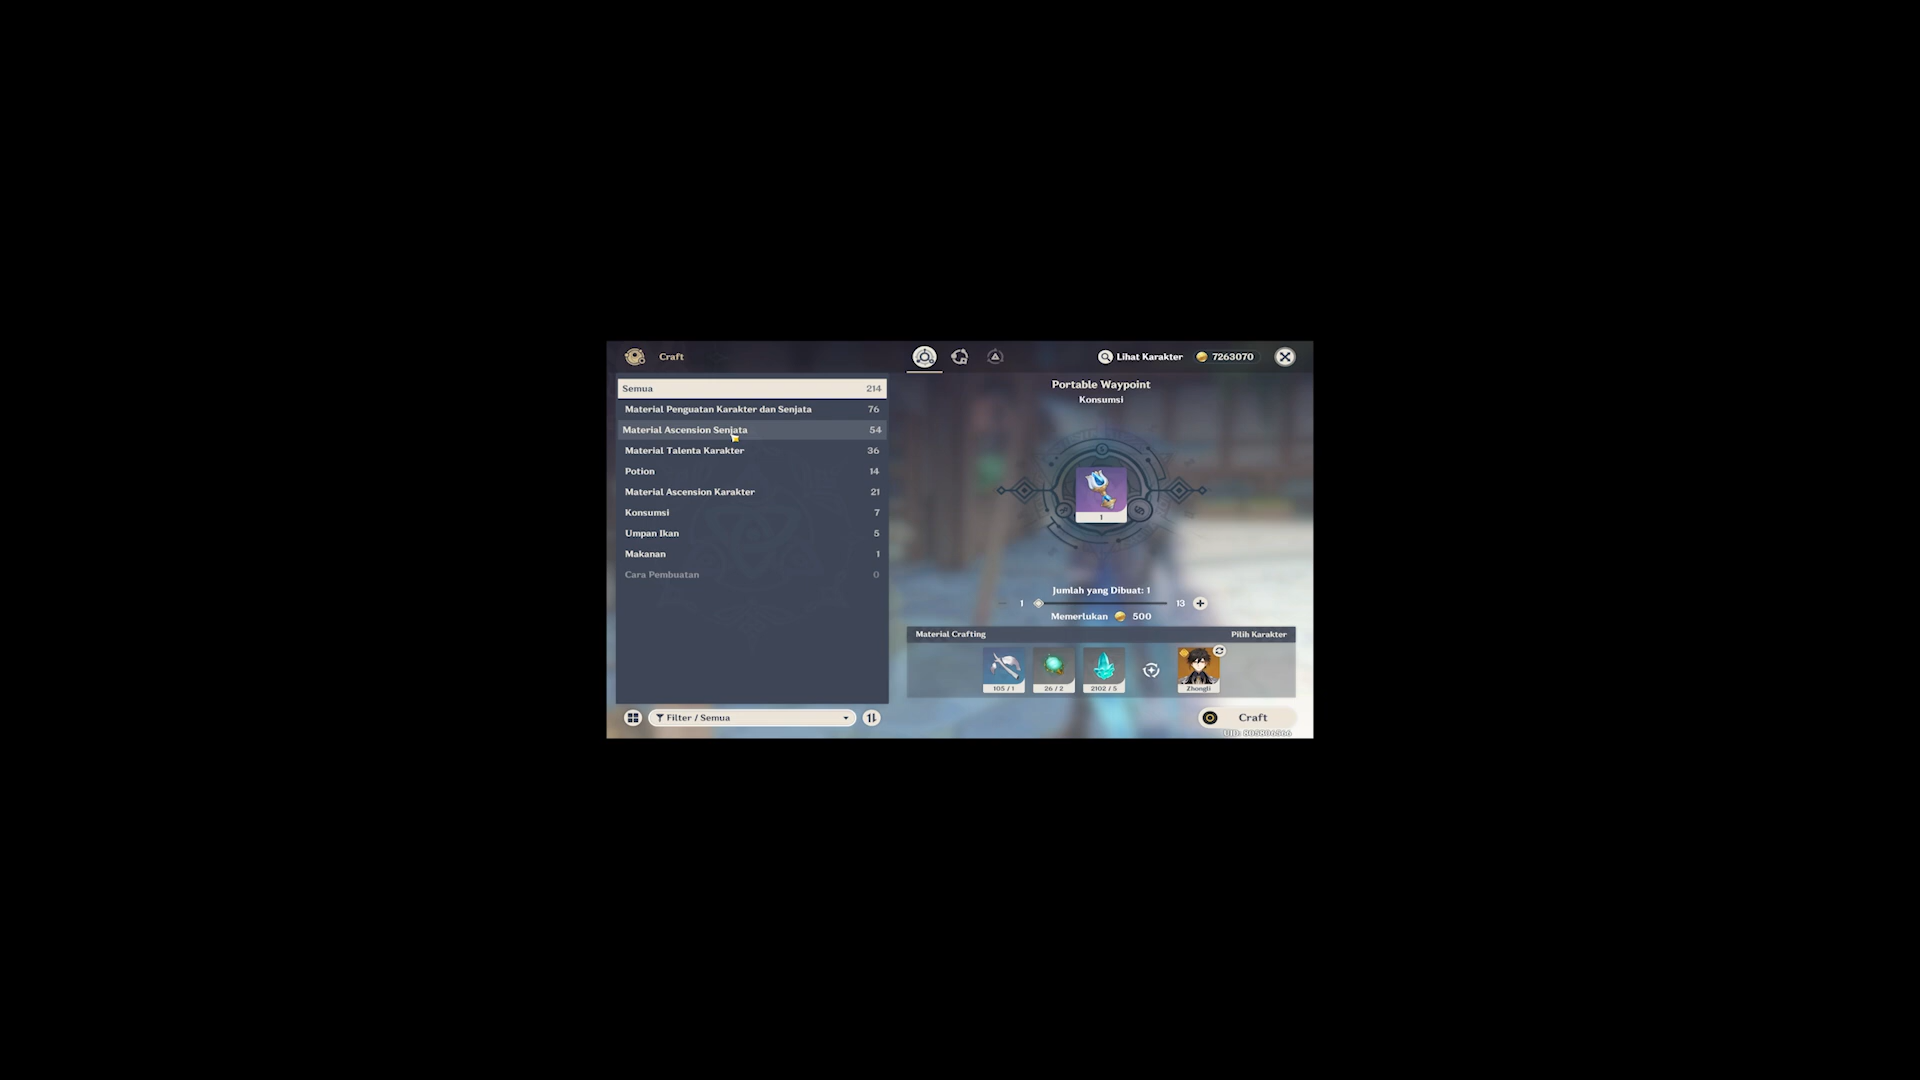 Craft
Lihat Karakter
7263070
Semua 214
Material Penguatan Karakter dan Senjata 76
Material Ascension Senjata 54
Material Talenta Karakter 36
Potion 14
Material Ascension Karakter 21
Konsumsi 7
Umpan Ikan 5
Makanan 1
Cara Pembuatan 0
Filter / Semua
Portable Waypoint
Konsumsi
1
Jumlah yang Dibuat: 1
1 13
Memerlukan 500
Material Crafting Pilih Karakter
105 / 1 26 / 2 2102 / 5 Zhongli
Craft
UID: 805806566